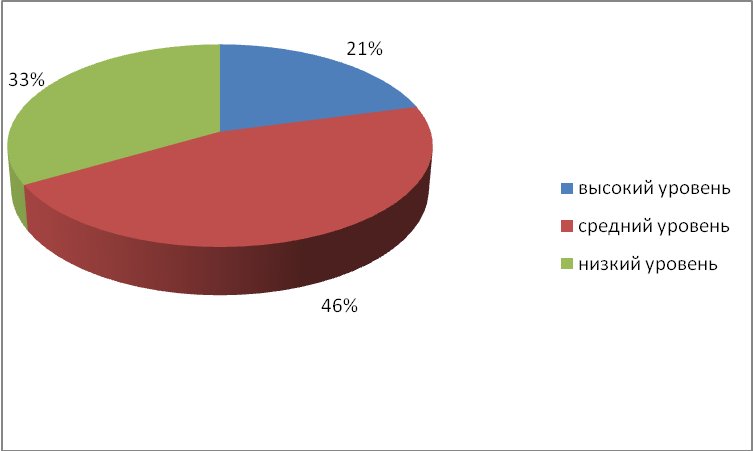 21%
33%
46%
высокий уровень
средний уровень
низкий уровень